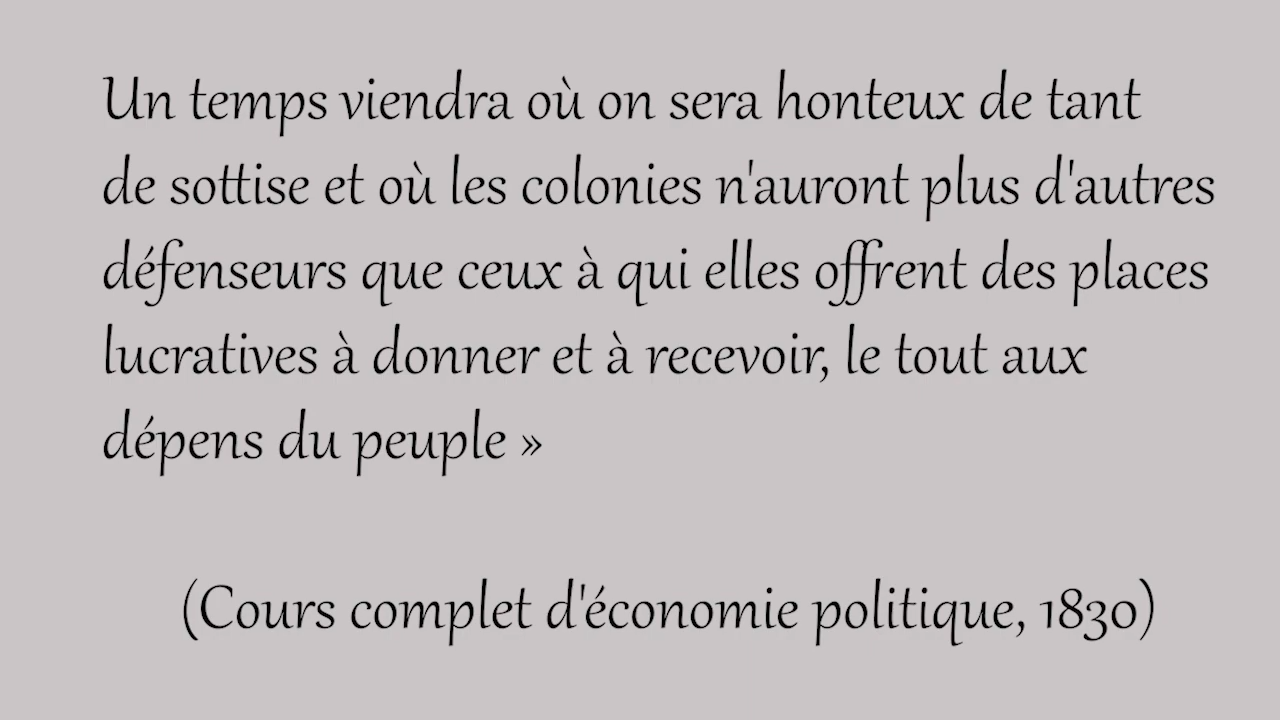 Un temps viendra où on sera honteux de tant
de sottise et où les colonies n'auront plus d'autres
défenseurs que ceux à qui elles offrent des places
lucratives à donner et à recevoir, le tout aux
dépens du peuple »
(Cours complet d'économie politique, 1830)